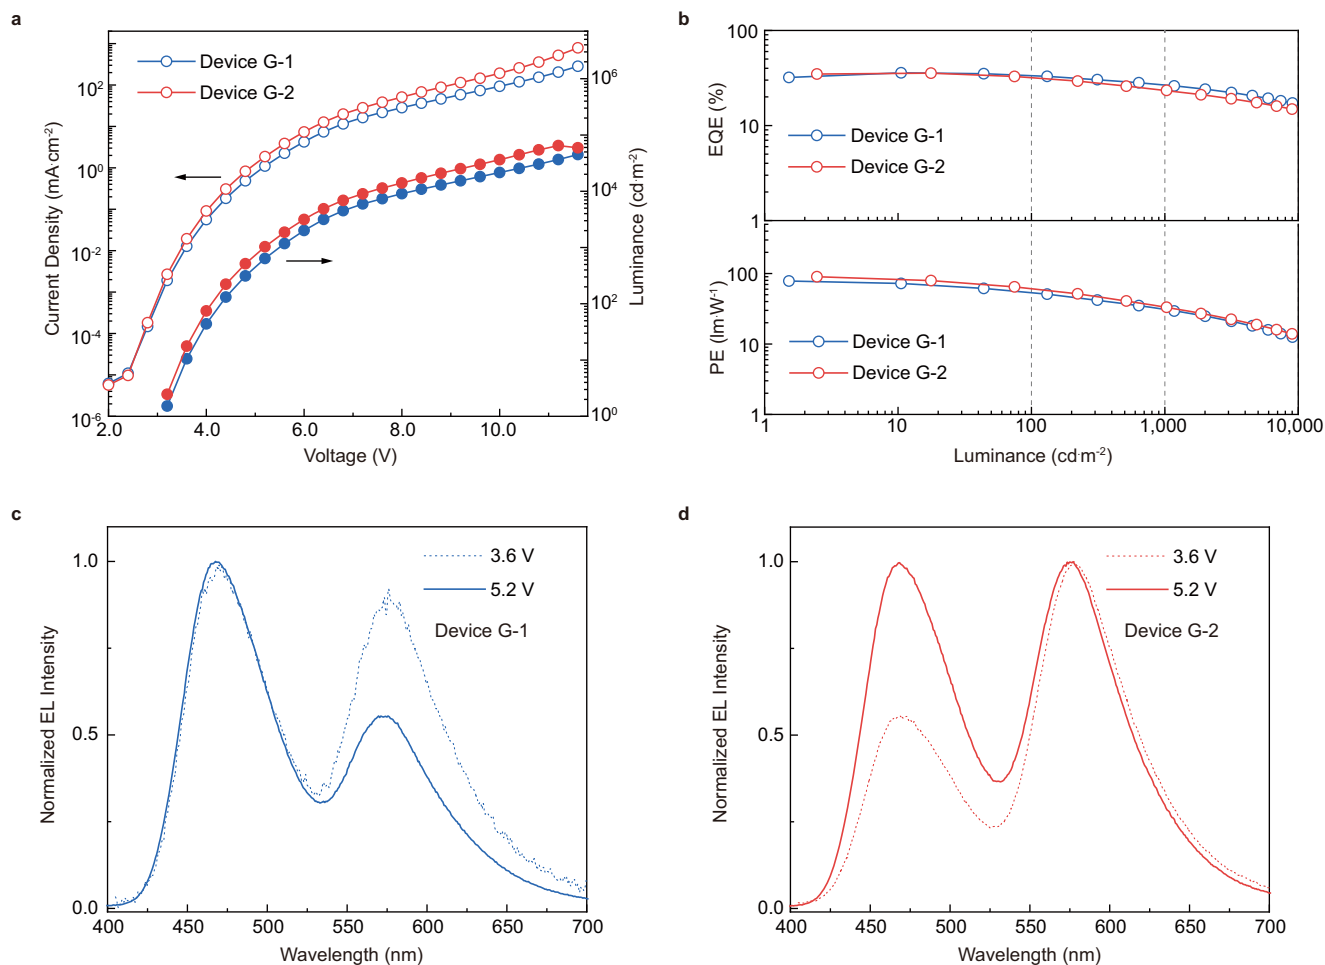 a
Device G-1
Device G-2
Current Density (mA·cm⁻²)
10²
10⁰
10⁻²
10⁻⁴
10⁻⁶
Luminance (cd·m⁻²)
10⁶
10⁴
10²
10⁰
2.0 4.0 6.0 8.0 10.0
Voltage (V)
b
EQE (%)
100
10
1
Device G-1
Device G-2
PE (lm·W⁻¹)
1
100
10
1
Device G-1
Device G-2
1 10 100 1,000 10,000
Luminance (cd·m⁻²)
c
Normalized EL Intensity
1.0
0.5
0.0
3.6 V
5.2 V
Device G-1
400 450 500 550 600 650 700
Wavelength (nm)
d
Normalized EL Intensity
1.0
0.5
0.0
3.6 V
5.2 V
Device G-2
400 450 500 550 600 650 700
Wavelength (nm)